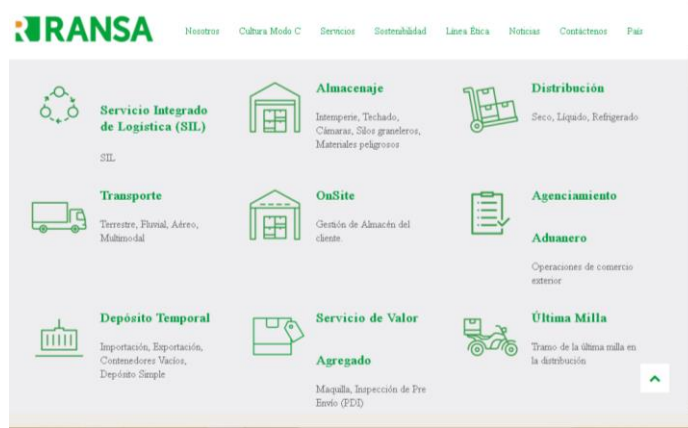 RANSA
Nosotros Cultura Modo C Servicios Sostenibilidad Línea Ética Noticias Contáctenos País
Servicio Integrado
de Logística (SIL)
SIL
Almacenaje
Intemperie, Techado,
Cámaras, Silos graneleros,
Materiales peligrosos
Distribución
Seco, Líquido, Refrigerado
Transporte
Terrestre, Fluvial, Aéreo,
Multimodal
OnSite
Gestión de Almacén del
cliente.
Agenciamiento
Aduanero
Operaciones de comercio
exterior
Depósito Temporal
Importación, Exportación,
Contenedores Vacíos,
Depósito Simple
Servicio de Valor
Agregado
Maquilla, Inspección de Pre
Envío (PDI)
Última Milla
Tramo de la última milla en
la distribución